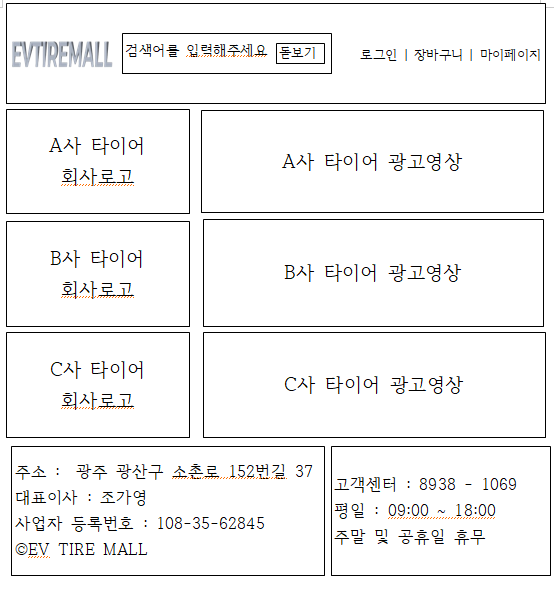 EVTIREMALL
검색어를 입력해주세요 돋보기
로그인 | 장바구니 | 마이페이지
A사 타이어
회사로고
A사 타이어 광고영상
B사 타이어
회사로고
B사 타이어 광고영상
C사 타이어
회사로고
C사 타이어 광고영상
주소 : 광주 광산구 소촌로 152번길 37
대표이사 : 조가영
사업자 등록번호 : 108-35-62845
©EV TIRE MALL
고객센터 : 8938 - 1069
평일 : 09:00 ~ 18:00
주말 및 공휴일 휴무